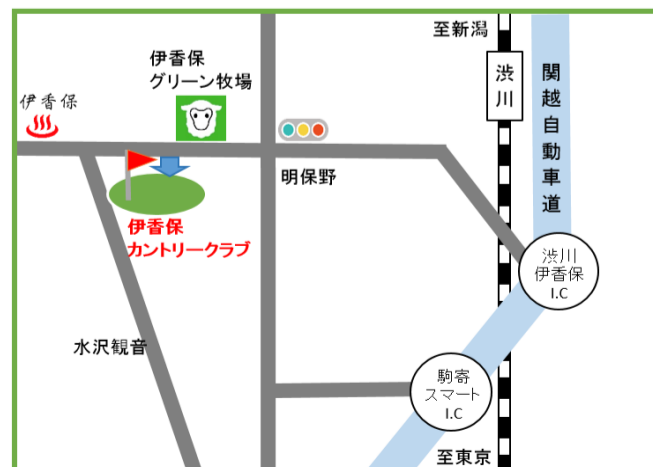 至新潟
渋川
関越自動車道
伊香保
グリーン牧場
伊香保
明保野
伊香保
カントリークラブ
渋川
伊香保
I.C
水沢観音
駒寄
スマート
I.C
至東京